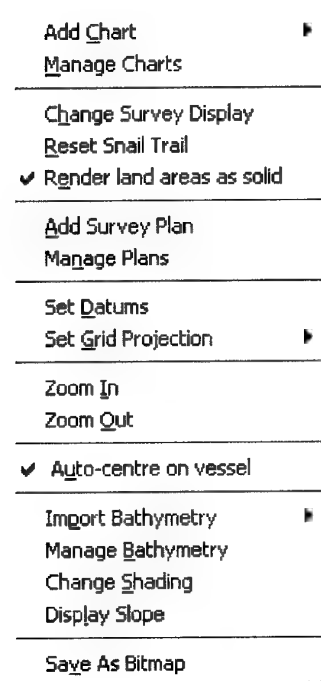 Add Chart
Manage Charts
Change Survey Display
Reset Snail Trail
Render land areas as solid
Add Survey Plan
Manage Plans
Set Datums
Set Grid Projection
Zoom In
Zoom Out
Auto-centre on vessel
Import Bathymetry
Manage Bathymetry
Change Shading
Display Slope
Save As Bitmap